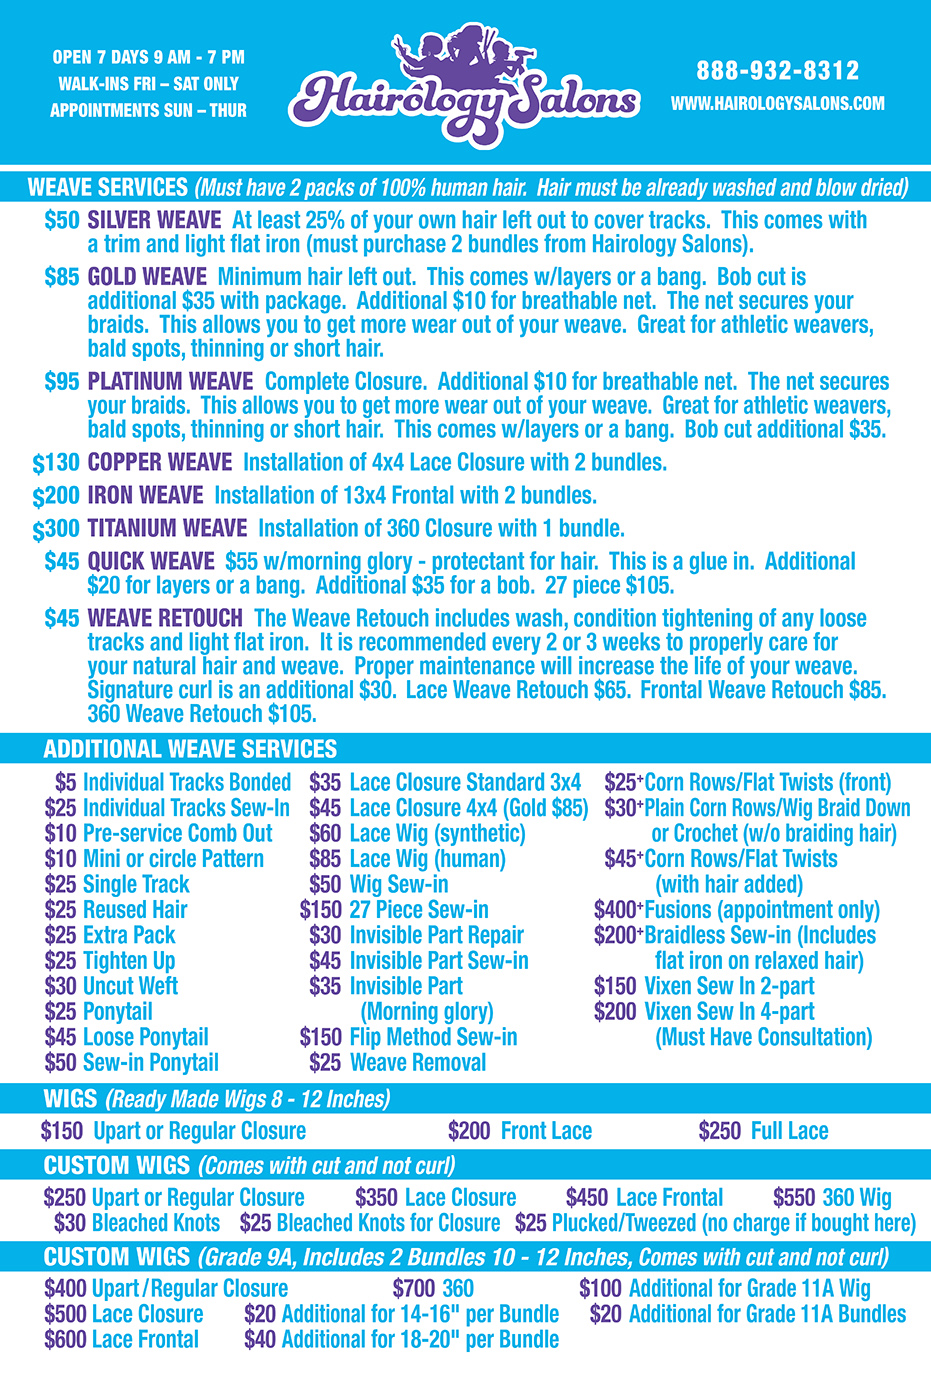 OPEN 7 DAYS 9 AM - 7 PM
WALK-INS FRI – SAT ONLY
APPOINTMENTS SUN – THUR
Hairology Salons
888-932-8312
WWW.HAIROLOGYSALONS.COM
WEAVE SERVICES (Must have 2 packs of 100% human hair. Hair must be already washed and blow dried)
$50 SILVER WEAVE At least 25% of your own hair left out to cover tracks. This comes with
a trim and light flat iron (must purchase 2 bundles from Hairology Salons).
$85 GOLD WEAVE Minimum hair left out. This comes w/layers or a bang. Bob cut is
additional $35 with package. Additional $10 for breathable net. The net secures your
braids. This allows you to get more wear out of your weave. Great for athletic weavers,
bald spots, thinning or short hair.
$95 PLATINUM WEAVE Complete Closure. Additional $10 for breathable net. The net secures
your braids. This allows you to get more wear out of your weave. Great for athletic weavers,
bald spots, thinning or short hair. This comes w/layers or a bang. Bob cut additional $35.
$130 COPPER WEAVE Installation of 4x4 Lace Closure with 2 bundles.
$200 IRON WEAVE Installation of 13x4 Frontal with 2 bundles.
$300 TITANIUM WEAVE Installation of 360 Closure with 1 bundle.
$45 QUICK WEAVE $55 w/morning glory - protectant for hair. This is a glue in. Additional
$20 for layers or a bang. Additional $35 for a bob. 27 piece $105.
$45 WEAVE RETOUCH The Weave Retouch includes wash, condition tightening of any loose
tracks and light flat iron. It is recommended every 2 or 3 weeks to properly care for
your natural hair and weave. Proper maintenance will increase the life of your weave.
Signature curl is an additional $30. Lace Weave Retouch $65. Frontal Weave Retouch $85.
360 Weave Retouch $105.
ADDITIONAL WEAVE SERVICES
$5 Individual Tracks Bonded
$25 Individual Tracks Sew-In
$10 Pre-service Comb Out
$10 Mini or circle Pattern
$25 Single Track
$25 Reused Hair
$25 Extra Pack
$25 Tighten Up
$30 Uncut Weft
$25 Ponytail
$45 Loose Ponytail
$50 Sew-in Ponytail
$35 Lace Closure Standard 3x4
$45 Lace Closure 4x4 (Gold $85)
$60 Lace Wig (synthetic)
$85 Lace Wig (human)
$50 Wig Sew-in
$150 27 Piece Sew-in
$30 Invisible Part Repair
$45 Invisible Part Sew-in
$35 Invisible Part
(Morning glory)
$150 Flip Method Sew-in
$25 Weave Removal
$25+Corn Rows/Flat Twists (front)
$30+Plain Corn Rows/Wig Braid Down
or Crochet (w/o braiding hair)
$45+Corn Rows/Flat Twists
(with hair added)
$400+Fusions (appointment only)
$200+Braidless Sew-in (Includes
flat iron on relaxed hair)
$150 Vixen Sew In 2-part
$200 Vixen Sew In 4-part
(Must Have Consultation)
WIGS (Ready Made Wigs 8 - 12 Inches)
$150 Upart or Regular Closure $200 Front Lace $250 Full Lace
CUSTOM WIGS (Comes with cut and not curl)
$250 Upart or Regular Closure $350 Lace Closure $450 Lace Frontal $550 360 Wig
$30 Bleached Knots $25 Bleached Knots for Closure $25 Plucked/Tweezed (no charge if bought here)
CUSTOM WIGS (Grade 9A, Includes 2 Bundles 10 - 12 Inches, Comes with cut and not curl)
$400 Upart/Regular Closure $700 360 $100 Additional for Grade 11A Wig
$500 Lace Closure $20 Additional for 14-16" per Bundle $20 Additional for Grade 11A Bundles
$600 Lace Frontal $40 Additional for 18-20" per Bundle